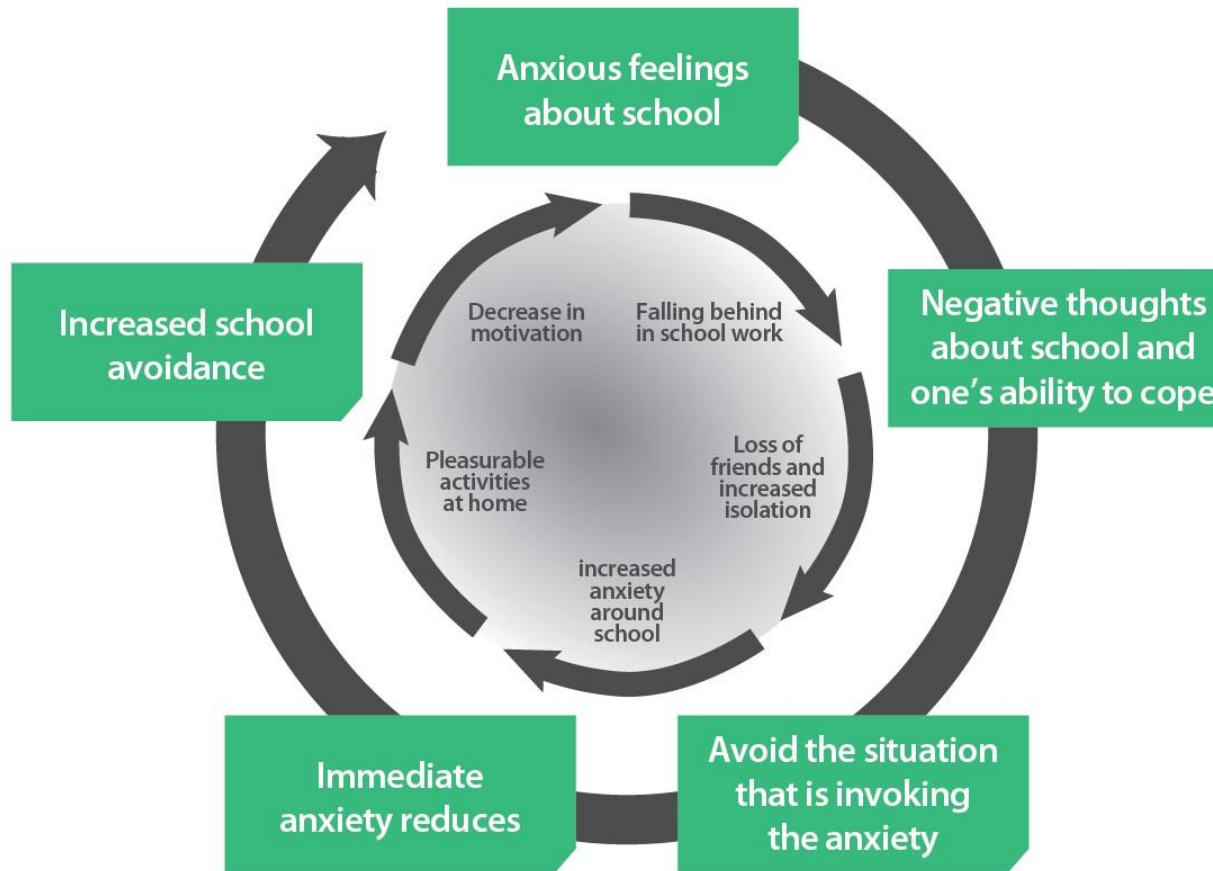 Anxious feelings
about school
Negative thoughts
about school and
one's ability to cope
Avoid the situation
that is invoking
the anxiety
Immediate
anxiety reduces
Increased school
avoidance
Falling behind
in school work
Loss of
friends and
increased
isolation
increased
anxiety
around
school
Pleasurable
activities
at home
Decrease in
motivation